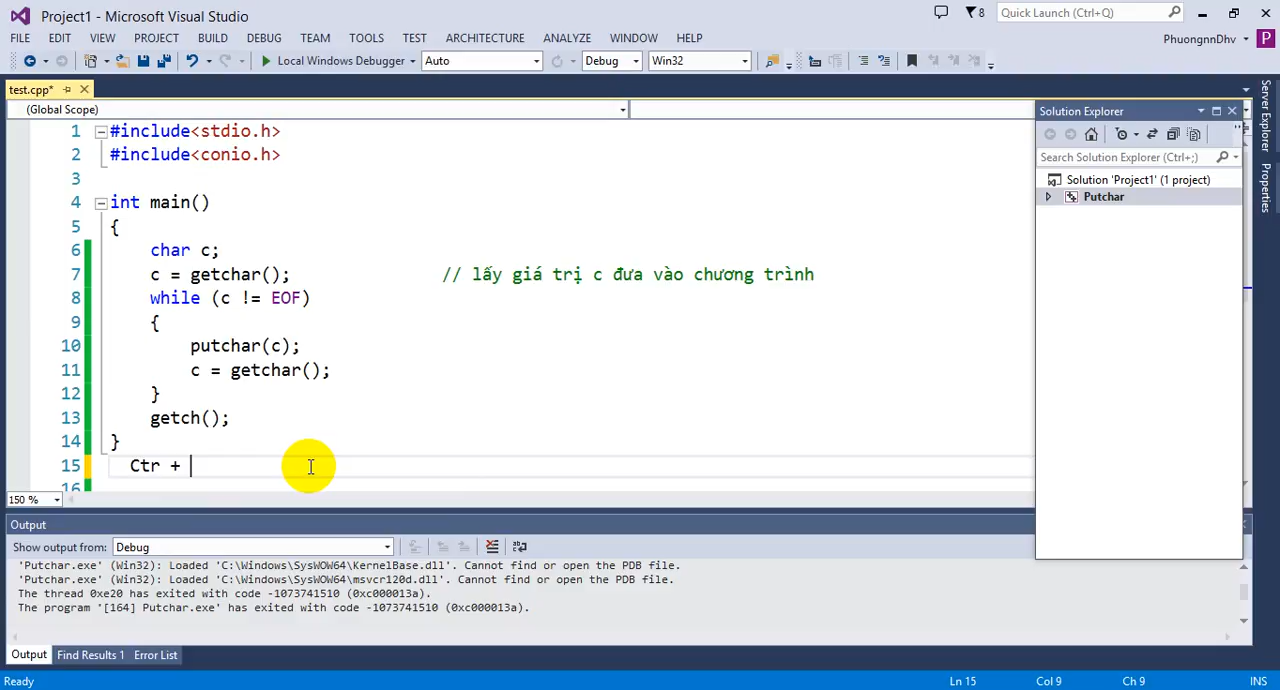 Project1 - Microsoft Visual Studio
8
Quick Launch (Ctrl+Q)
FILE EDIT VIEW PROJECT BUILD DEBUG TEAM TOOLS TEST ARCHITECTURE ANALYZE WINDOW HELP
PhuongnnDhv P
Local Windows Debugger Auto Debug Win32
test.cpp*
(Global Scope)
1 #include<stdio.h>
2 #include<conio.h>
3
4 int main()
5 {
6 char c;
7 c = getchar(); // lấy giá trị c đưa vào chương trình
8 while (c != EOF)
9 {
10 putchar(c);
11 c = getchar();
12 }
13 getch();
14 }
15 Ctr +
16
150 %
Solution Explorer
Search Solution Explorer (Ctrl+;)
Solution 'Project1' (1 project)
Putchar
Server Explorer
Properties
Output
Show output from: Debug
'Putchar.exe' (Win32): Loaded 'C:\Windows\SysWOW64\KernelBase.dll'. Cannot find or open the PDB file.
'Putchar.exe' (Win32): Loaded 'C:\Windows\SysWOW64\msvcr120d.dll'. Cannot find or open the PDB file.
The thread 0xe20 has exited with code -1073741510 (0xc000013a).
The program '[164] Putchar.exe' has exited with code -1073741510 (0xc000013a).
Output Find Results 1 Error List
Ready Ln 15 Col 9 Ch 9 INS